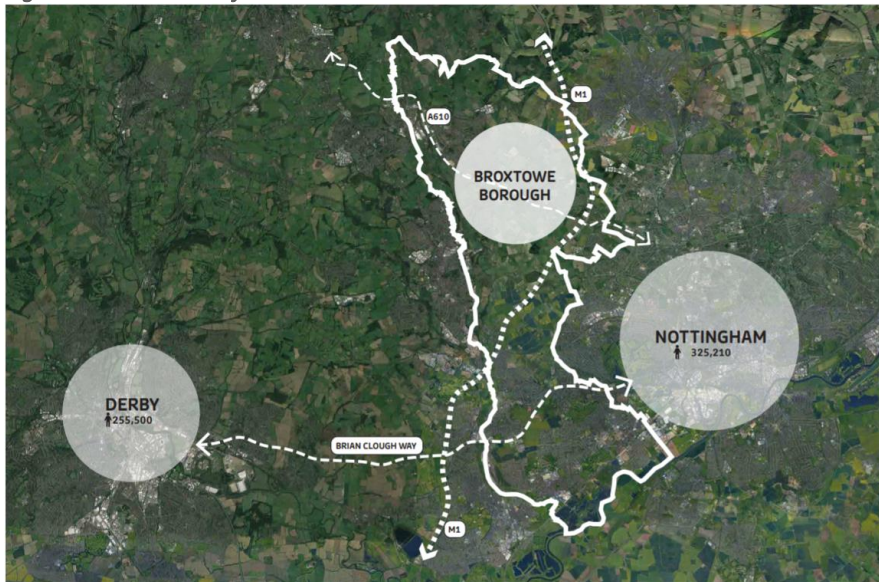 M1
A610
BROXTOWE
BOROUGH
NOTTINGHAM
325,210
DERBY
255,500
BRIAN CLOUGH WAY
M1